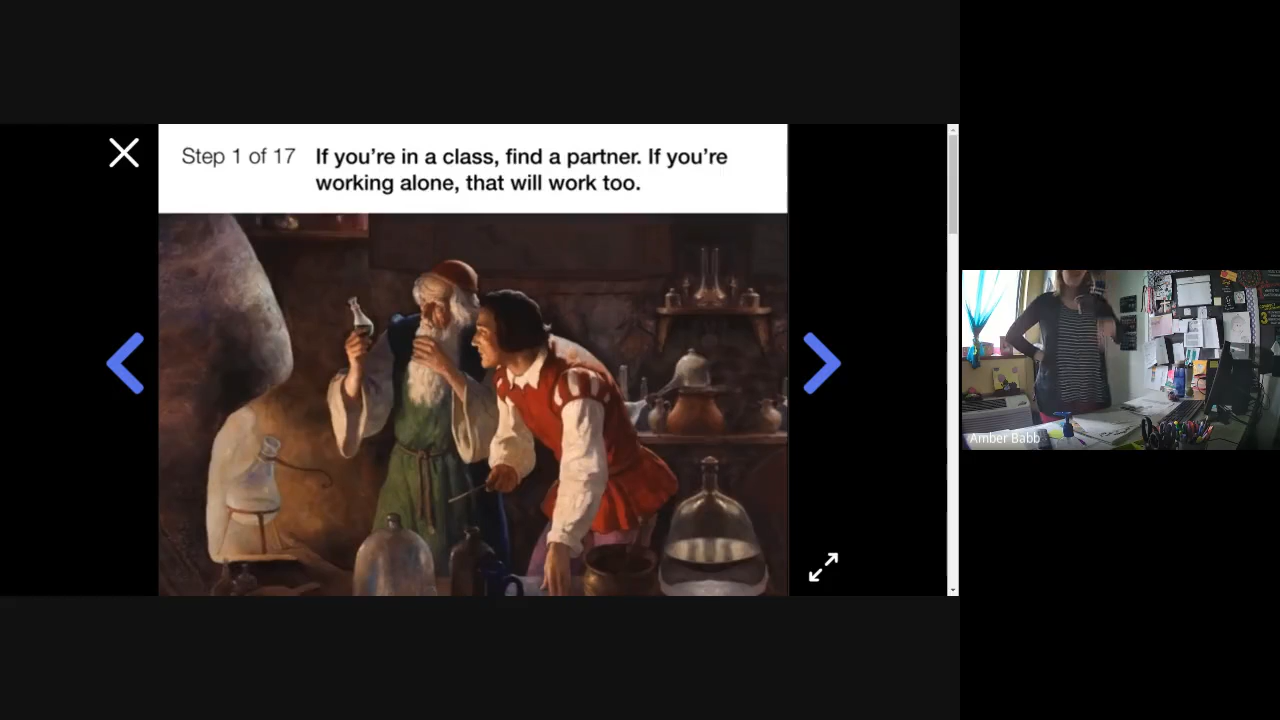 Step 1 of 17
If you're in a class, find a partner. If you're
working alone, that will work too.
Amber Babb